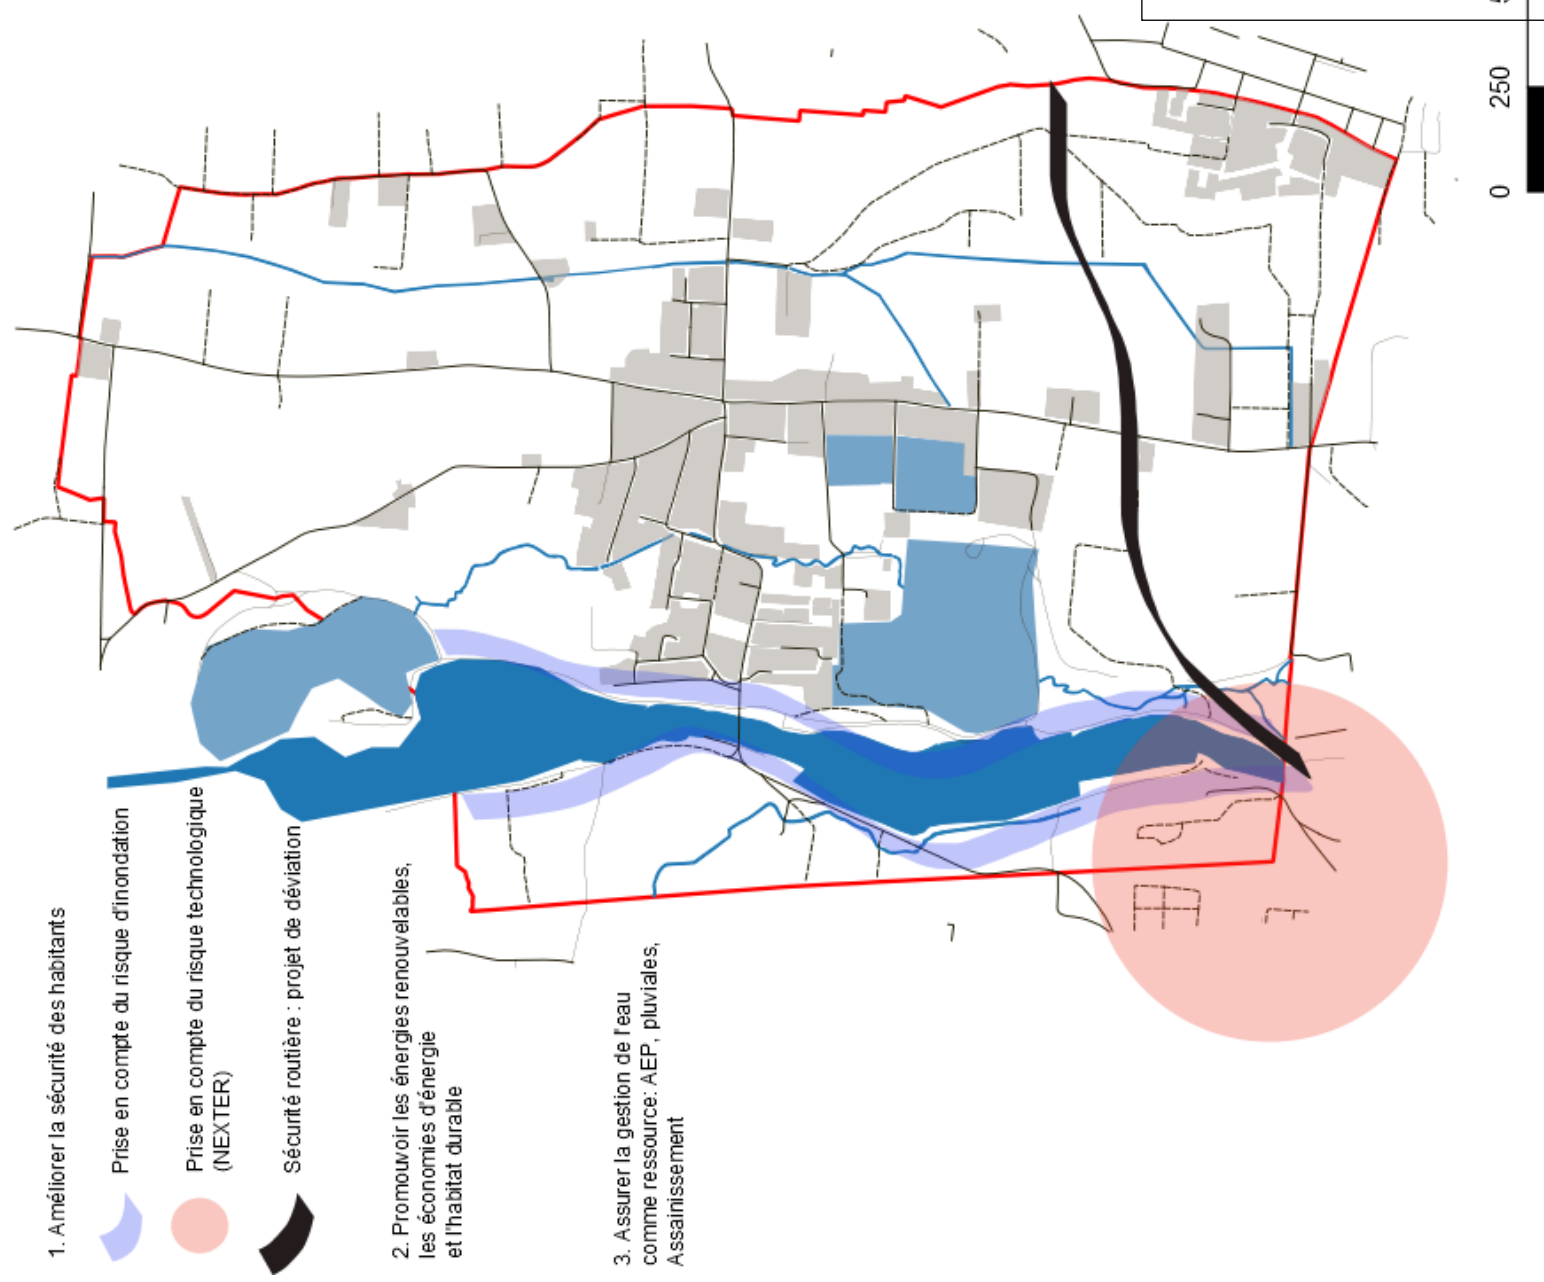 1. Améliorer la sécurité des habitants
Prise en compte du risque d'inondation
Prise en compte du risque technologique
(NEXTER)
Sécurité routière : projet de déviation
2. Promouvoir les énergies renouvelables,
les économies d'énergie
et l'habitat durable
3. Assurer la gestion de l'eau
comme ressource: AEP, pluviales,
Assainissement
0 250